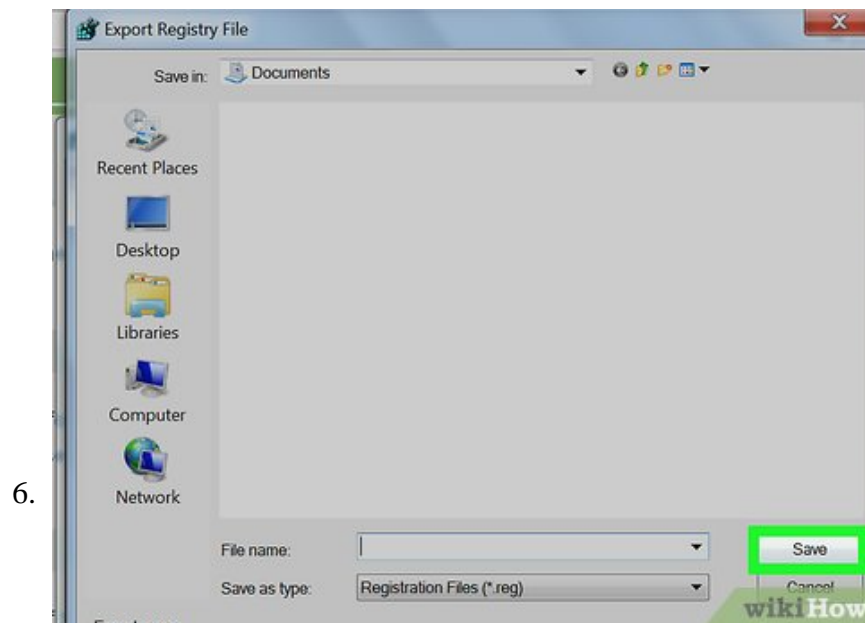 Export Registry File
X
Save in: Documents
Recent Places
Desktop
Libraries
Computer
6.
Network
File name:
Save
Save as type: Registration Files (*.reg)
Cancel
wikiHow